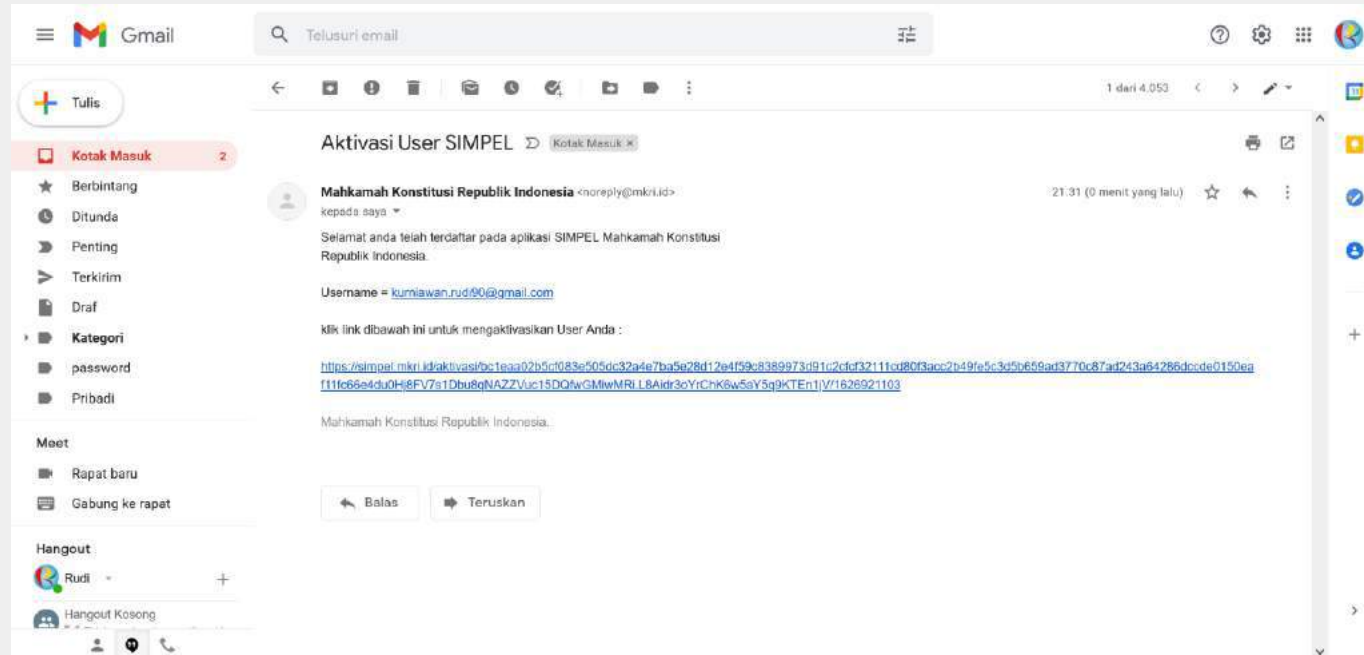 Gmail
Telusuri email
Tulis
1 dari 4.053
Kotak Masuk 2
Berbintang
Ditunda
Penting
Terkirim
Draf
Kategori
password
Pribadi
Meet
Rapat baru
Gabung ke rapat
Hangout
Rudi
Hangout Kosong
Aktivasi User SIMPEL Kotak Masuk ×
Mahkamah Konstitusi Republik Indonesia <noreply@mkri.id>
21.31 (0 menit yang lalu)
kepada saya
Selamat anda telah terdaftar pada aplikasi SIMPEL Mahkamah Konstitusi
Republik Indonesia.
Username = kurniawan.rudi90@gmail.com
klik link dibawah ini untuk mengaktivasikan User Anda :
Mahkamah Konstitusi Republik Indonesia.
Balas
Teruskan